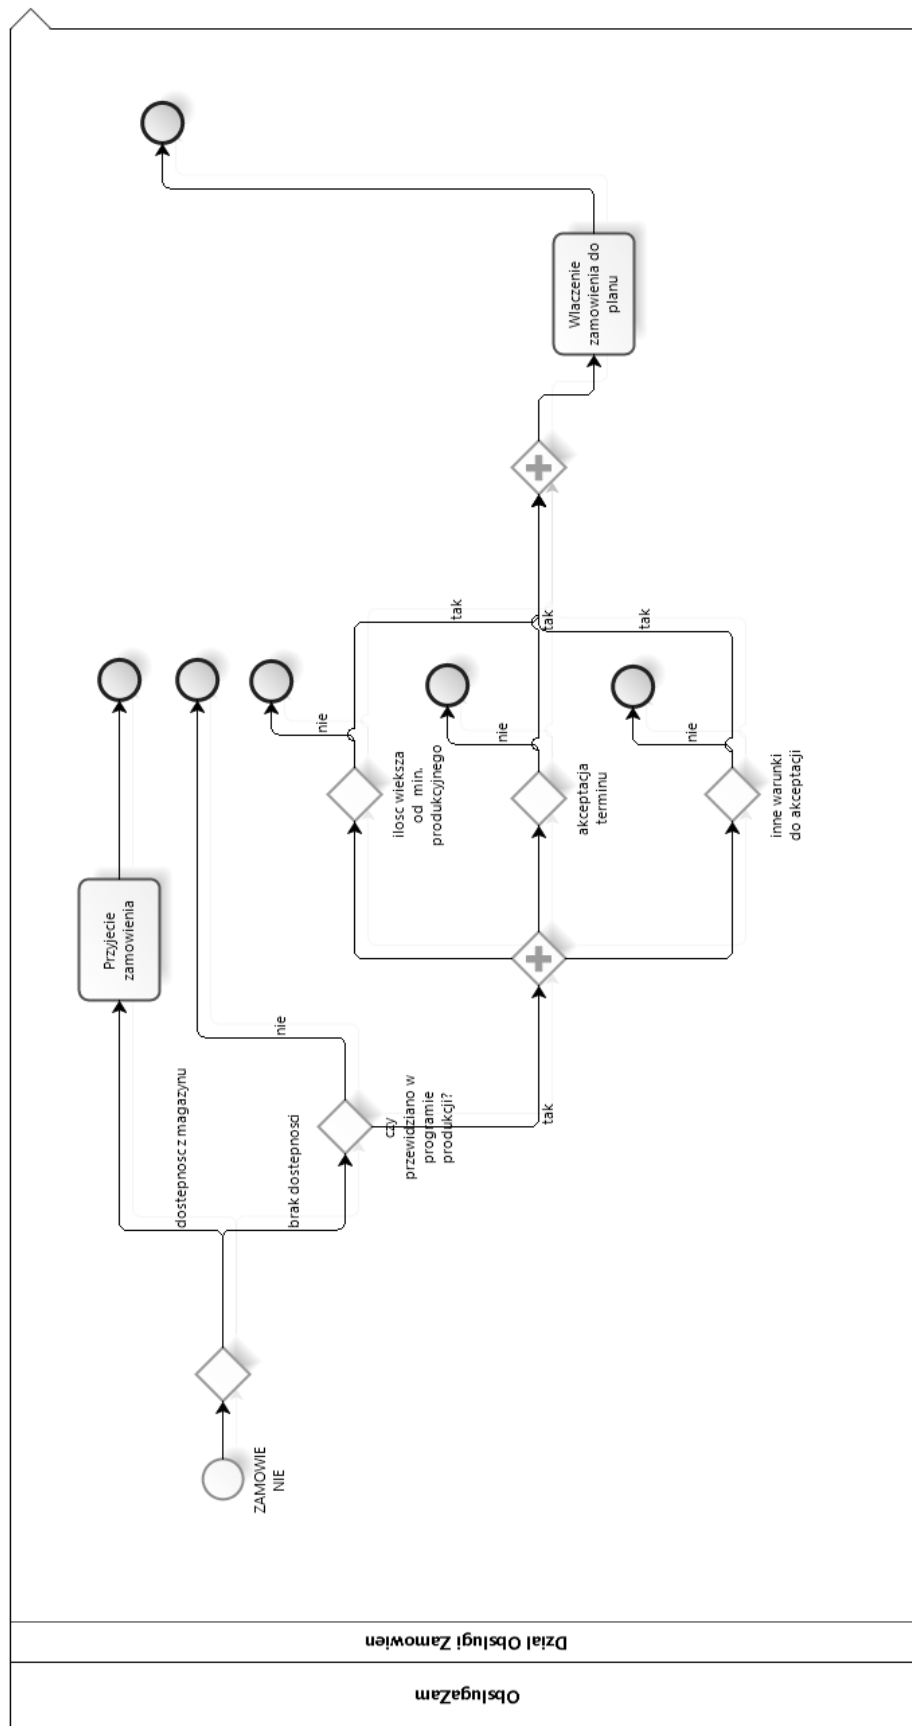 ObslugaZam
Dzial Obslugi Zamowien
ZAMOWIE
NIE
dostepnosc z magazynu
brak dostepnosci
Przyjecie
zamowienia
nie
czy
przewidziano w
programie
produkcji?
tak
ilosc wieksza
od min.
produkcyjnego
nie
tak
akceptacja
terminu
nie
tak
inne warunki
do akceptacji
nie
tak
Wlaczenie
zamowienia do
planu